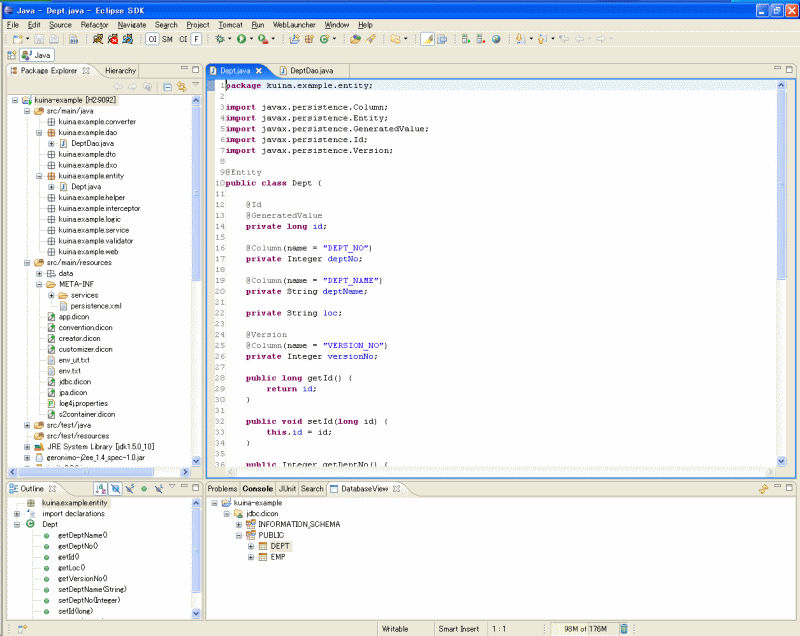 Java - Dept.java - Eclipse SDK
File Edit Source Refactor Navigate Search Project Tomcat Run WebLauncher Window Help
OI SM CI F
Java
Package Explorer Hierarchy
kuina-example [H2:9092]
src/main/java
kuina.example.converter
kuina.example.dao
DeptDao.java
kuina.example.dto
kuina.example.dxo
kuina.example.entity
Dept.java
kuina.example.helper
kuina.example.interceptor
kuina.example.logic
kuina.example.service
kuina.example.validator
kuina.example.web
src/main/resources
data
META-INF
services
persistence.xml
app.dicon
convention.dicon
creator.dicon
customizer.dicon
env_ut.txt
env.txt
jdbc.dicon
jpa.dicon
log4j.properties
s2container.dicon
src/test/java
src/test/resources
JRE System Library [jdk1.5.0_10]
geronimo-j2ee_1.4_spec-1.0.jar
Dept.java DeptDao.java
1 package kuina.example.entity;
2
3 import javax.persistence.Column;
4 import javax.persistence.Entity;
5 import javax.persistence.GeneratedValue;
6 import javax.persistence.Id;
7 import javax.persistence.Version;
8
9 @Entity
10 public class Dept {
11
12 @Id
13 @GeneratedValue
14 private long id;
15
16 @Column(name = "DEPT_NO")
17 private Integer deptNo;
18
19 @Column(name = "DEPT_NAME")
20 private String deptName;
21
22 private String loc;
23
24 @Version
25 @Column(name = "VERSION_NO")
26 private Integer versionNo;
27
28 public long getId() {
29 return id;
30 }
31
32 public void setId(long id) {
33 this.id = id;
34 }
35
36 public Integer getDeptNo() {
Outline
kuina.example.entity
import declarations
Dept
getDeptName()
getDeptNo()
getId()
getLoc()
getVersionNo()
setDeptName(String)
setDeptNo(Integer)
setId(long)
Problems Console JUnit Search DatabaseView
kuina-example
jdbc.dicon
INFORMATION_SCHEMA
PUBLIC
DEPT
EMP
Writable Smart Insert 1 : 1 98M of 176M